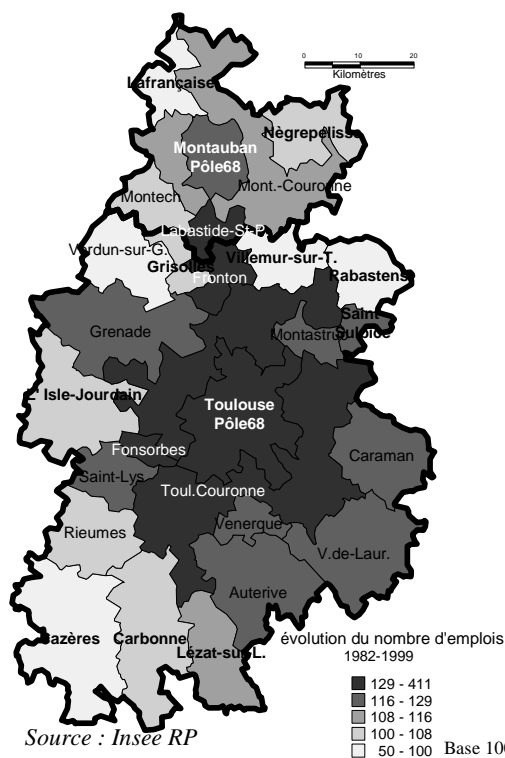 0 10 20
Kilomètres
Lafrançaise
Nègrepelisse
Montauban
Pôle68
Mont.-Couronne
Montech
Labastide-St-P.
Verdun-sur-G.
Grisolles
Villemur-sur-T.
Fronton
Rabastens
Saint
Sulpice
Grenade
Montastruc
L' Isle-Jourdain
Toulouse
Pôle68
Fonsorbes
Caraman
Saint-Lys
Toul.Couronne
Venerque
Rieumes
V.de-Laur.
Auterive
Cazères
Carbonne
Lézat-sur-L.
évolution du nombre d'emplois
1982-1999
129 - 411
116 - 129
108 - 116
100 - 108
50 - 100 Base 100
Source : Insee RP